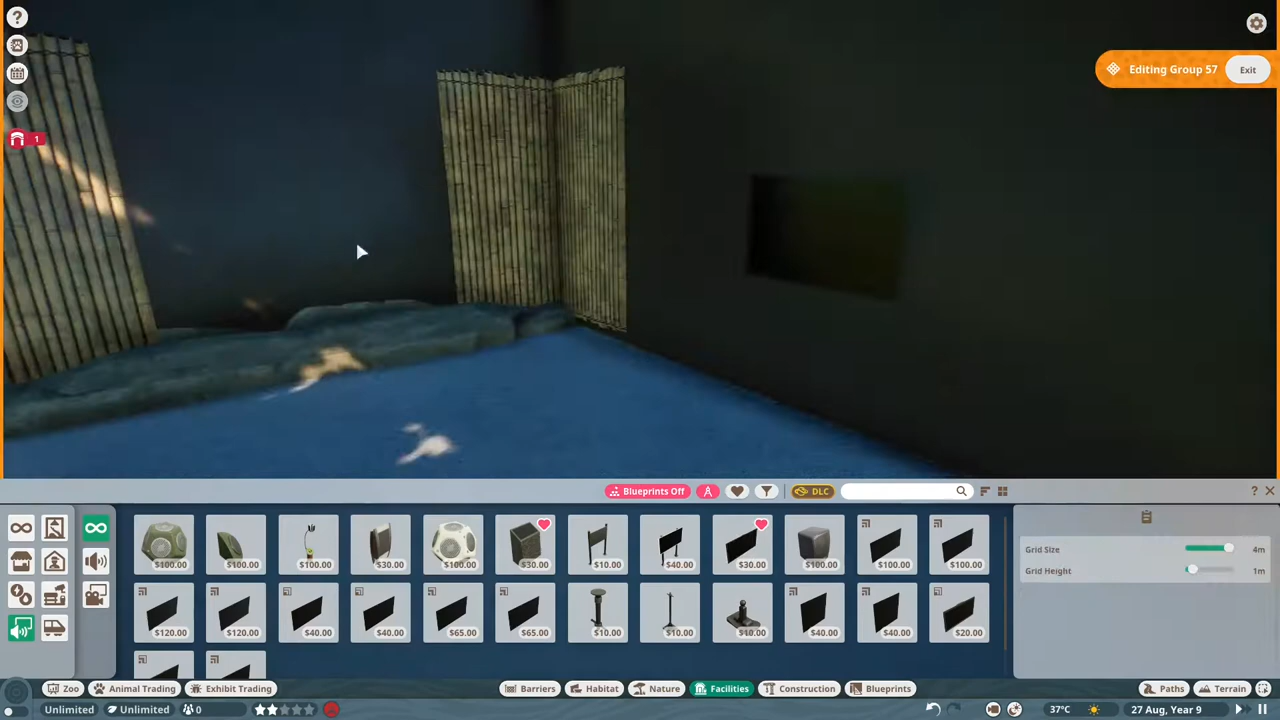 ?
Editing Group 57 Exit
1
Blueprints Off DLC ?
$100.00 $100.00 $100.00 $30.00 $100.00 $30.00 $10.00 $40.00 $30.00 $100.00 $100.00 $100.00
Grid Size 4m
Grid Height 1m
$120.00 $120.00 $40.00 $40.00 $65.00 $65.00 $10.00 $10.00 $10.00 $40.00 $40.00 $20.00
Zoo Animal Trading Exhibit Trading Barriers Habitat Nature Facilities Construction Blueprints Paths Terrain
Unlimited Unlimited 0 37°C 27 Aug, Year 9